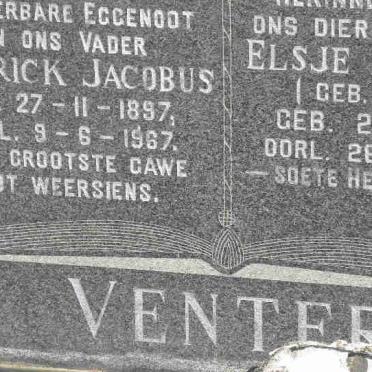 ERBARE EGGENOOT
ONS VADER
RICK JACOBUS
27-11-1897,
9-6-1967.
GROOTSTE GAWE
WEERSIENS.
ONS DIER
ELSJE
(GEB.
GEB. 2
OORL. 28
—SOETE HE
VENTER